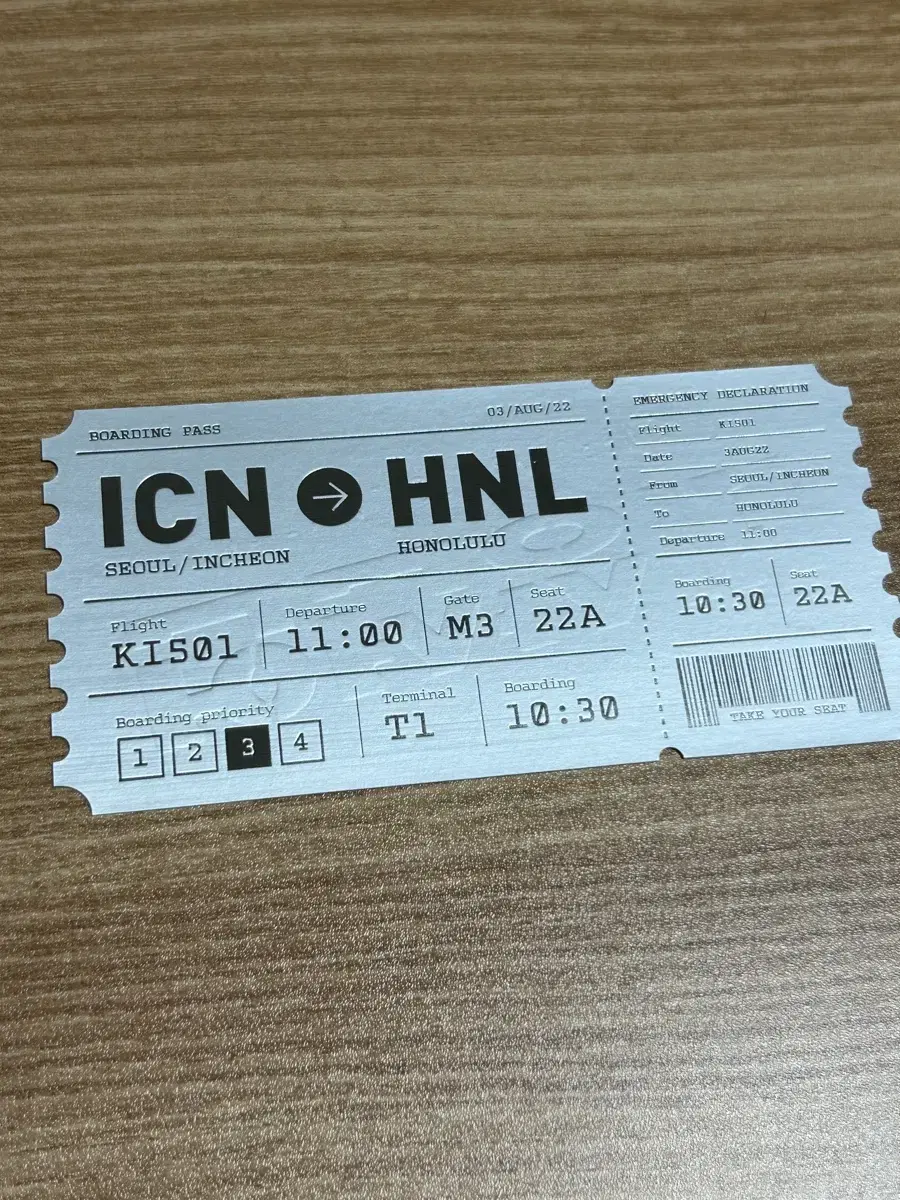 BOARDING PASS
03/AUG/22
ICN → HNL
SEOUL/INCHEON
HONOLULU
Flight
KI501
Departure
11:00
Gate
M3
Seat
22A
Boarding priority
1 2 3 4
Terminal
T1
Boarding
10:30
EMERGENCY DECLARATION
Flight KI501
Date 3AUG22
From SEOUL/INCHEON
To HONOLULU
Departure 11:00
Boarding
10:30
Seat
22A
TAKE YOUR SEAT